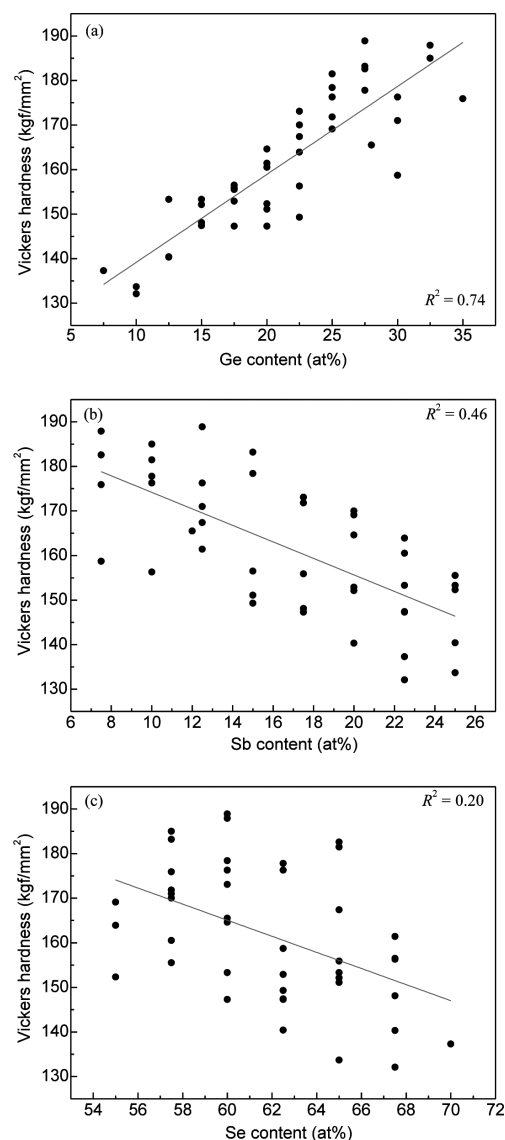 (a)
190
180
170
160
150
140
130
Vickers hardness (kgf/mm²)
R² = 0.74
5 10 15 20 25 30 35
Ge content (at%)
(b)
R² = 0.46
190
180
170
160
150
140
130
Vickers hardness (kgf/mm²)
6 8 10 12 14 16 18 20 22 24 26
Sb content (at%)
(c)
R² = 0.20
190
180
170
160
150
140
130
Vickers hardness (kgf/mm²)
54 56 58 60 62 64 66 68 70 72
Se content (at%)